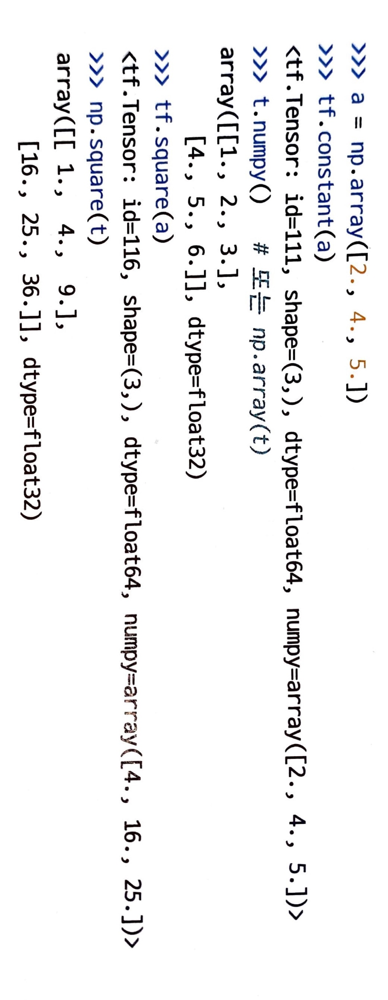 >>> a = np.array([2., 4., 5.])
>>> tf.constant(a)
<tf.Tensor: id=111, shape=(3,), dtype=float64, numpy=array([2., 4., 5.])>
>>> t.numpy()   # 또는 np.array(t)
array([[1., 2., 3.],
       [4., 5., 6.]], dtype=float32)
>>> tf.square(a)
<tf.Tensor: id=116, shape=(3,), dtype=float64, numpy=array([4., 16., 25.])>
>>> np.square(t)
array([[ 1.,  4.,  9.],
       [16., 25., 36.]], dtype=float32)